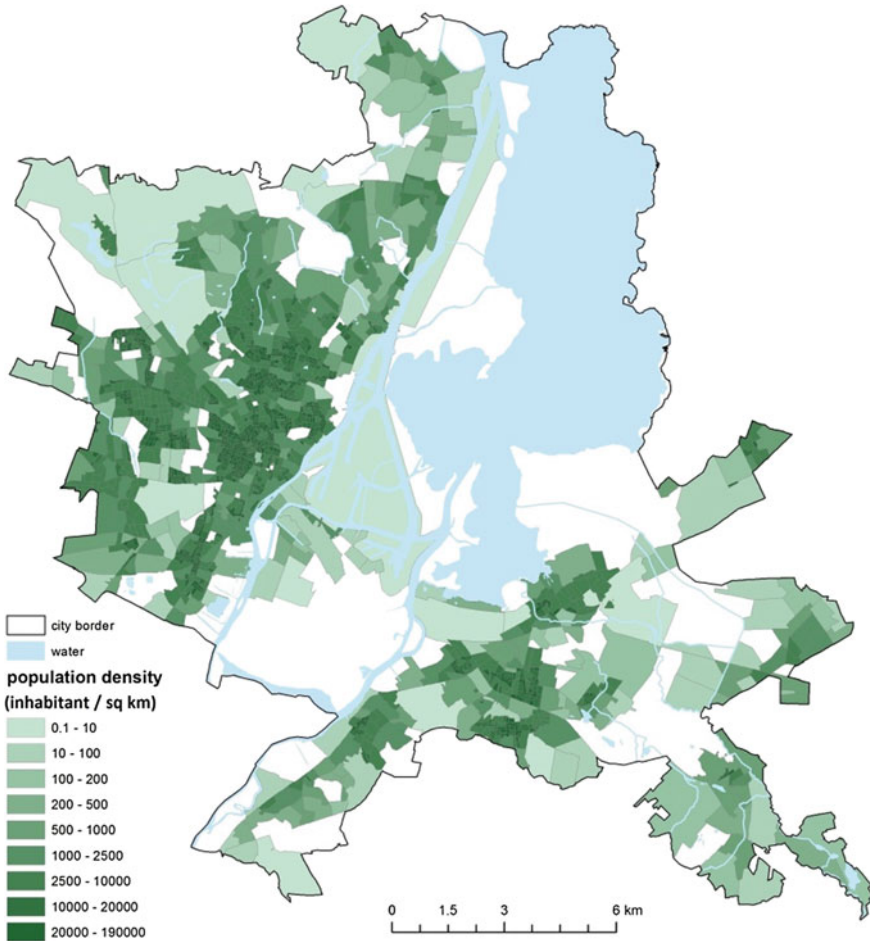 city border
water
population density
(inhabitant / sq km)
0.1 - 10
10 - 100
100 - 200
200 - 500
500 - 1000
1000 - 2500
2500 - 10000
10000 - 20000
20000 - 190000
0 1.5 3 6 km